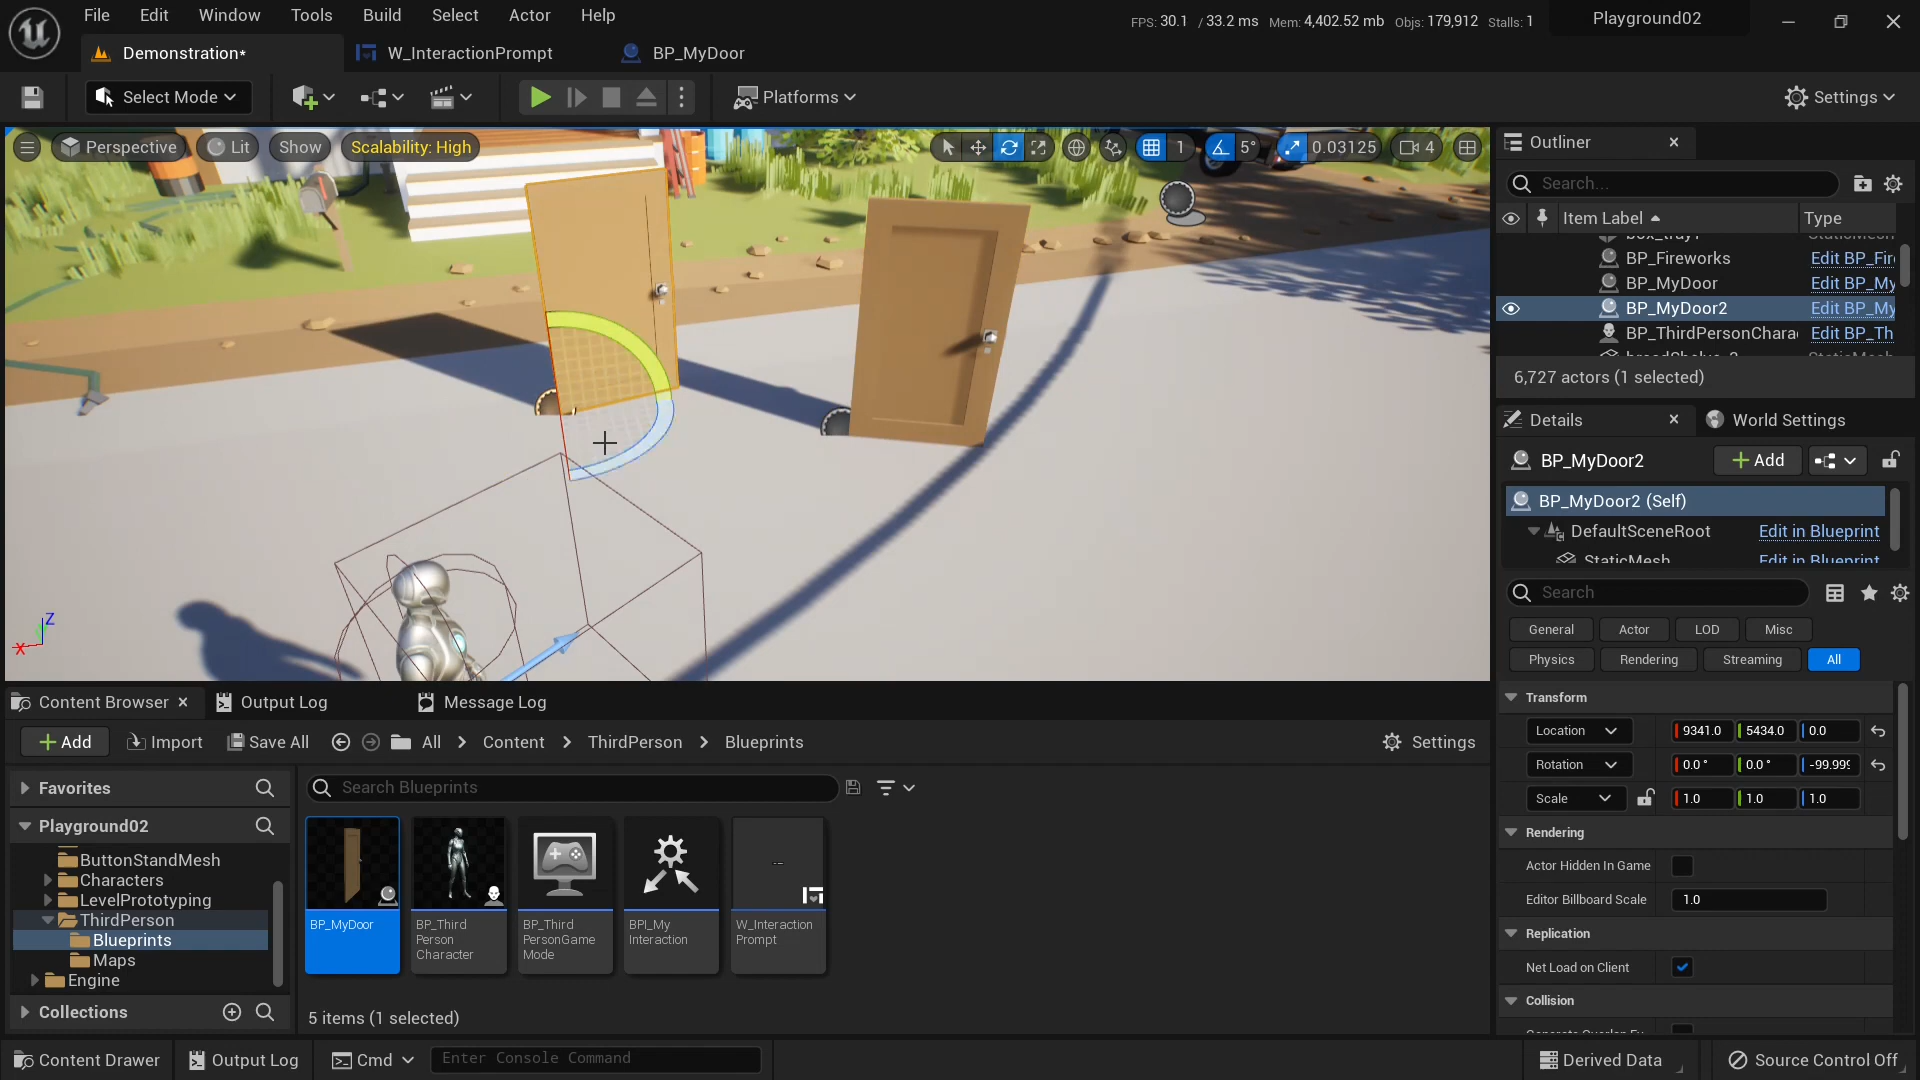 File Edit Window Tools Build Select Actor Help
FPS: 30.1 / 33.2 ms Mem: 4,402.52 mb Objs: 179,912 Stalls: 1
Playground02
Demonstration*
W_InteractionPrompt
BP_MyDoor
Select Mode
Platforms
Settings
Perspective
Lit
Show
Scalability: High
1
5°
0.03125
4
Z
X
Outliner
Search...
Item Label
Type
BP_Fireworks
Edit BP_Fir
BP_MyDoor
Edit BP_My
BP_MyDoor2
Edit BP_My
BP_ThirdPersonChara
Edit BP_Th
6,727 actors (1 selected)
Details
World Settings
BP_MyDoor2
Add
BP_MyDoor2 (Self)
DefaultSceneRoot
Edit in Blueprint
StaticMesh
Edit in Blueprint
Search
General
Actor
LOD
Misc
Physics
Rendering
Streaming
All
Transform
Location
9341.0 5434.0 0.0
Rotation
0.0° 0.0° -99.999
Scale
1.0 1.0 1.0
Rendering
Actor Hidden In Game
Editor Billboard Scale
1.0
Replication
Net Load on Client
Collision
Content Browser
Output Log
Message Log
Add
Import
Save All
All > Content > ThirdPerson > Blueprints
Settings
Favorites
Search Blueprints
Playground02
ButtonStandMesh
Characters
LevelPrototyping
ThirdPerson
Blueprints
Maps
Engine
Collections
BP_MyDoor
BP_Third
Person
Character
BP_Third
PersonGame
Mode
BPI_My
Interaction
W_Interaction
Prompt
5 items (1 selected)
Content Drawer
Output Log
Cmd
Enter Console Command
Derived Data
Source Control Off